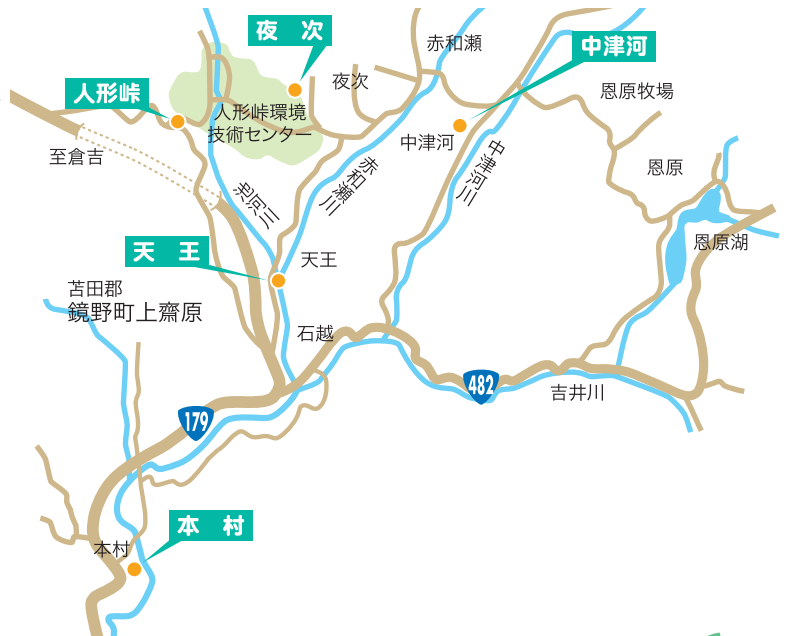 夜 次
赤和瀬
中津河
人形峠
夜次
恩原牧場
人形峠環境
技術センター
中津河
至倉吉
赤和瀬川
中津河川
恩原
天 王
天王
恩原湖
苫田郡
鏡野町上齋原
石越
482
吉井川
179
本 村
本村